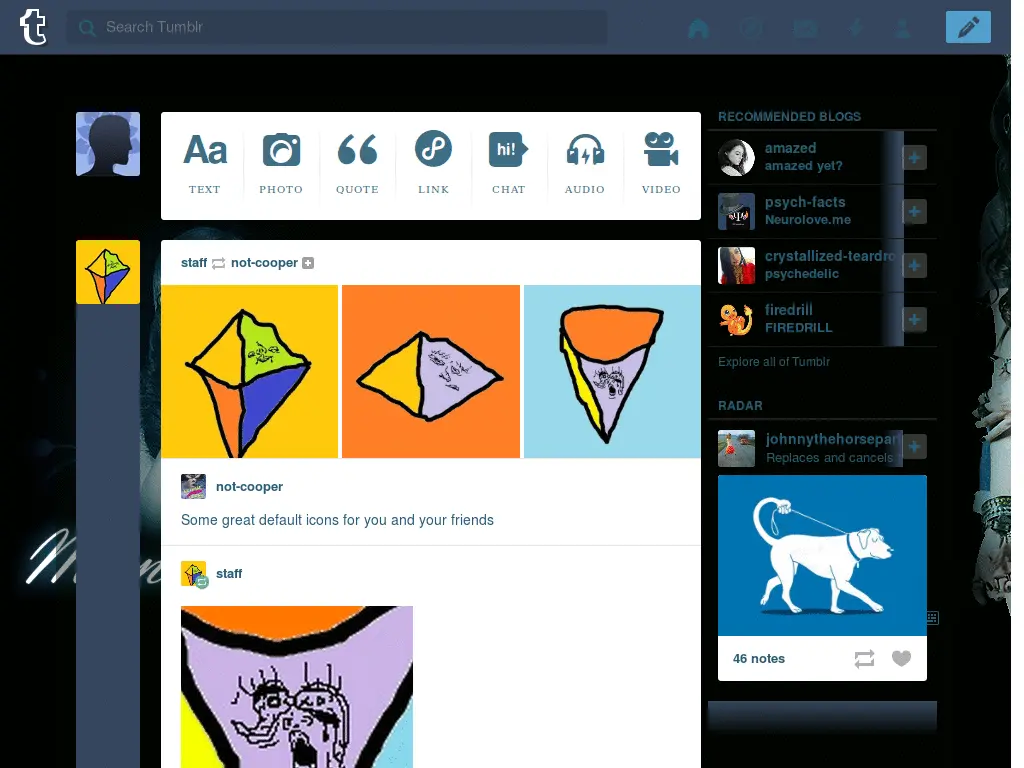 t
Search Tumblr
Aa
hi!
TEXT PHOTO QUOTE LINK CHAT AUDIO VIDEO
staff not-cooper
not-cooper
Some great default icons for you and your friends
staff
RECOMMENDED BLOGS
amazed
amazed yet?
psych-facts
Neurolove.me
crystallized-teardro
psychedelic
firedrill
FIREDRILL
Explore all of Tumblr
RADAR
johnnythehorsepar
Replaces and cancels
46 notes